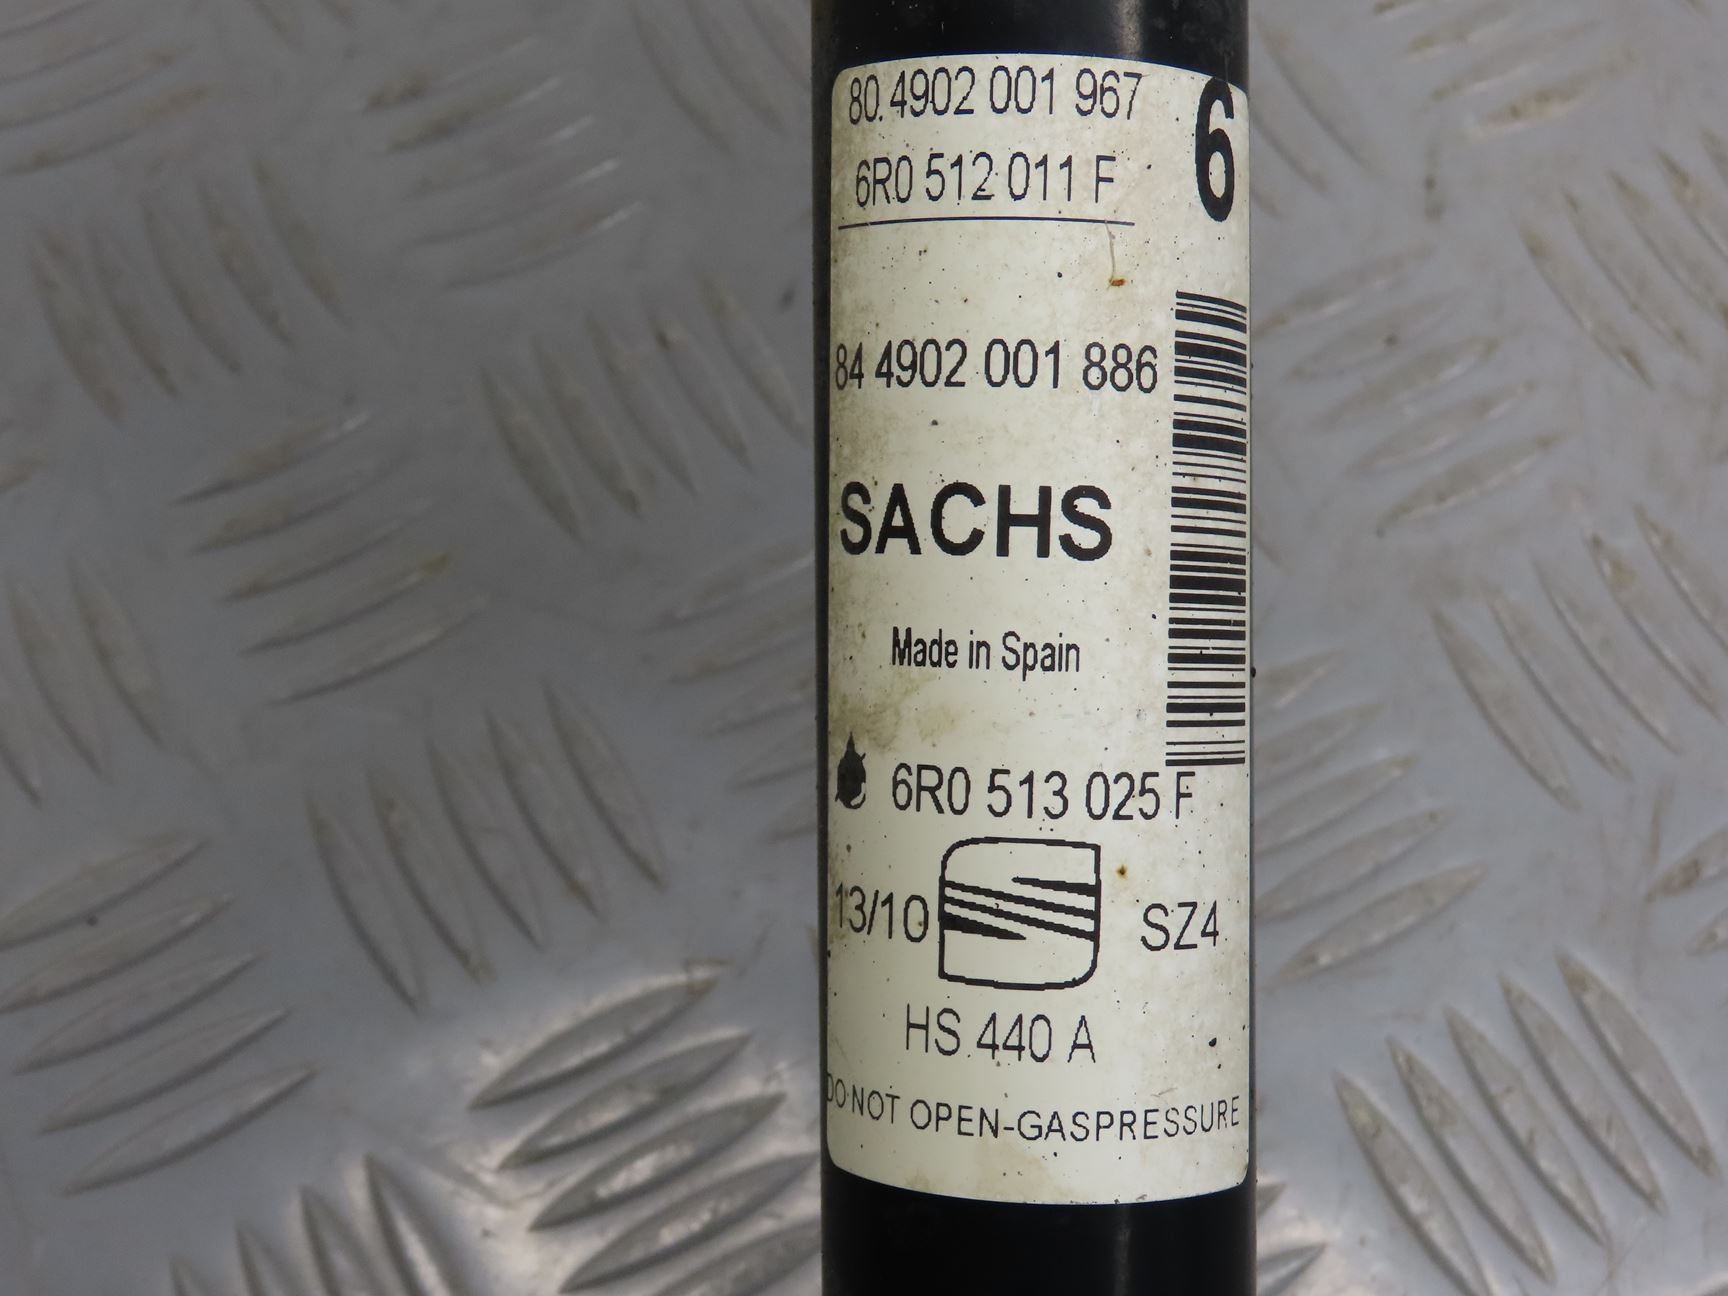 80.4902 001 967
6
6R0 512 011 F
84 4902 001 886
SACHS
Made in Spain
6R0 513 025 F
13/10
SZ4
HS 440 A
DO NOT OPEN-GASPRESSURE